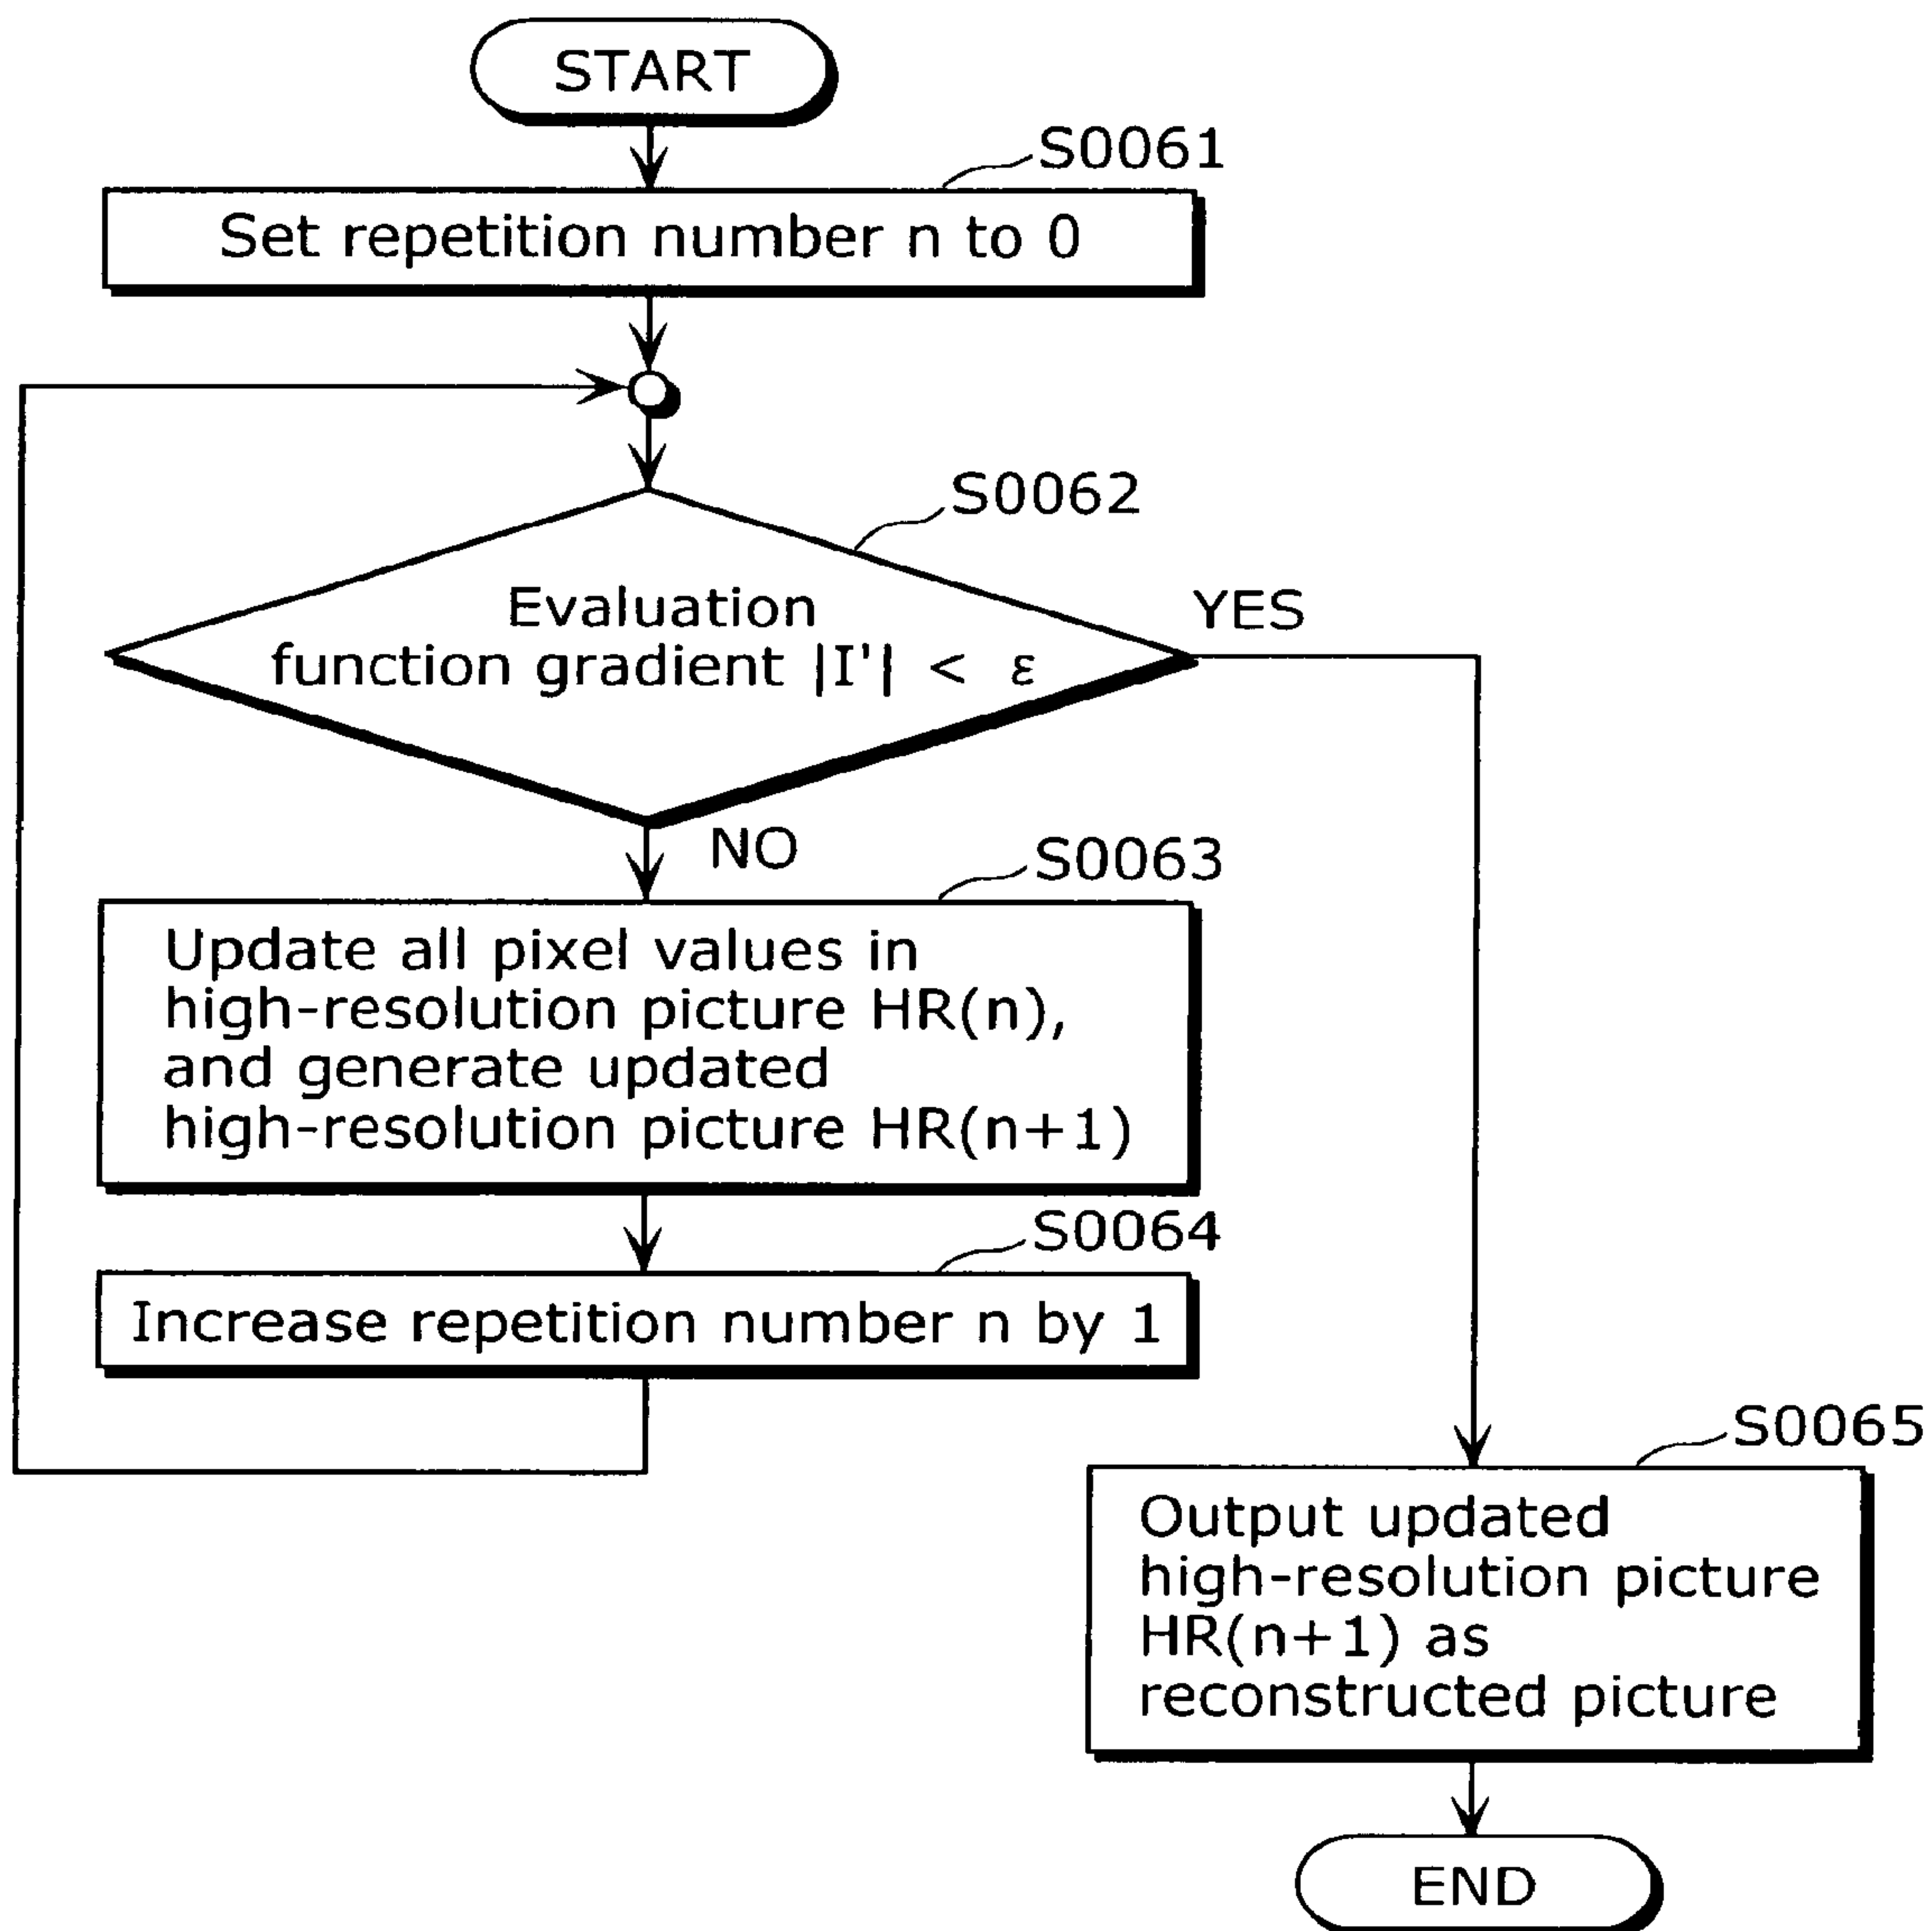 START
S0061
Set repetition number n to 0
S0062
Evaluation
function gradient |I'| < ε
YES
NO
S0063
Update all pixel values in
high-resolution picture HR(n),
and generate updated
high-resolution picture HR(n+1)
S0064
Increase repetition number n by 1
S0065
Output updated
high-resolution picture
HR(n+1) as
reconstructed picture
END